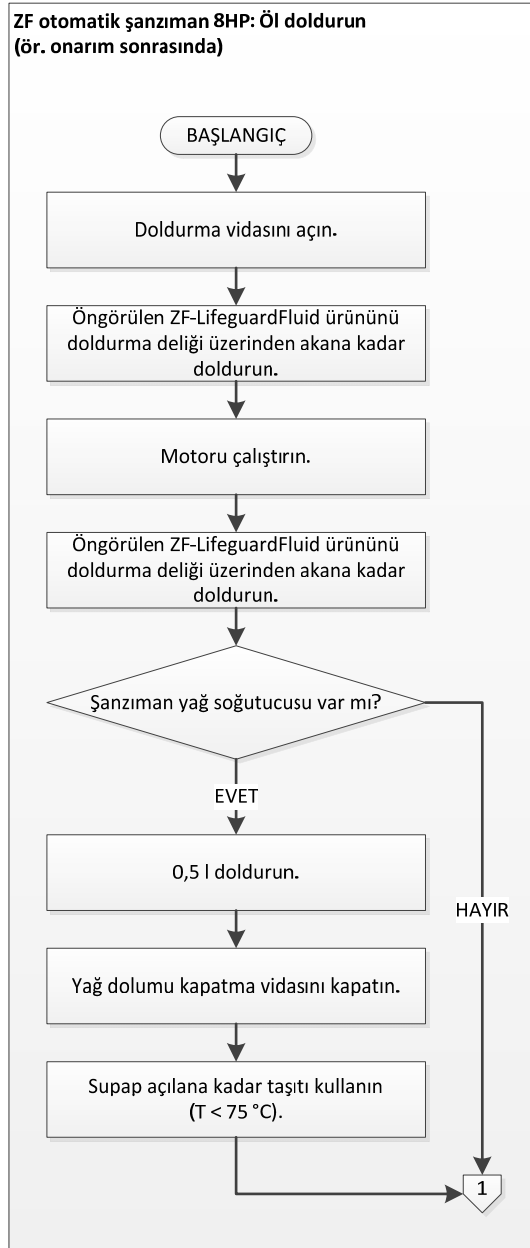 ZF otomatik şanzıman 8HP: Öl doldurun
(ör. onarım sonrasında)
BAŞLANGIÇ
Doldurma vidasını açın.
Öngörülen ZF-LifeguardFluid ürününü
doldurma deliği üzerinden akana kadar
doldurun.
Motoru çalıştırın.
Öngörülen ZF-LifeguardFluid ürününü
doldurma deliği üzerinden akana kadar
doldurun.
Şanzıman yağ soğutucusu var mı?
EVET
0,5 l doldurun.
HAYIR
Yağ dolumu kapatma vidasını kapatın.
Supap açılana kadar taşıtı kullanın
(T < 75 °C).
1